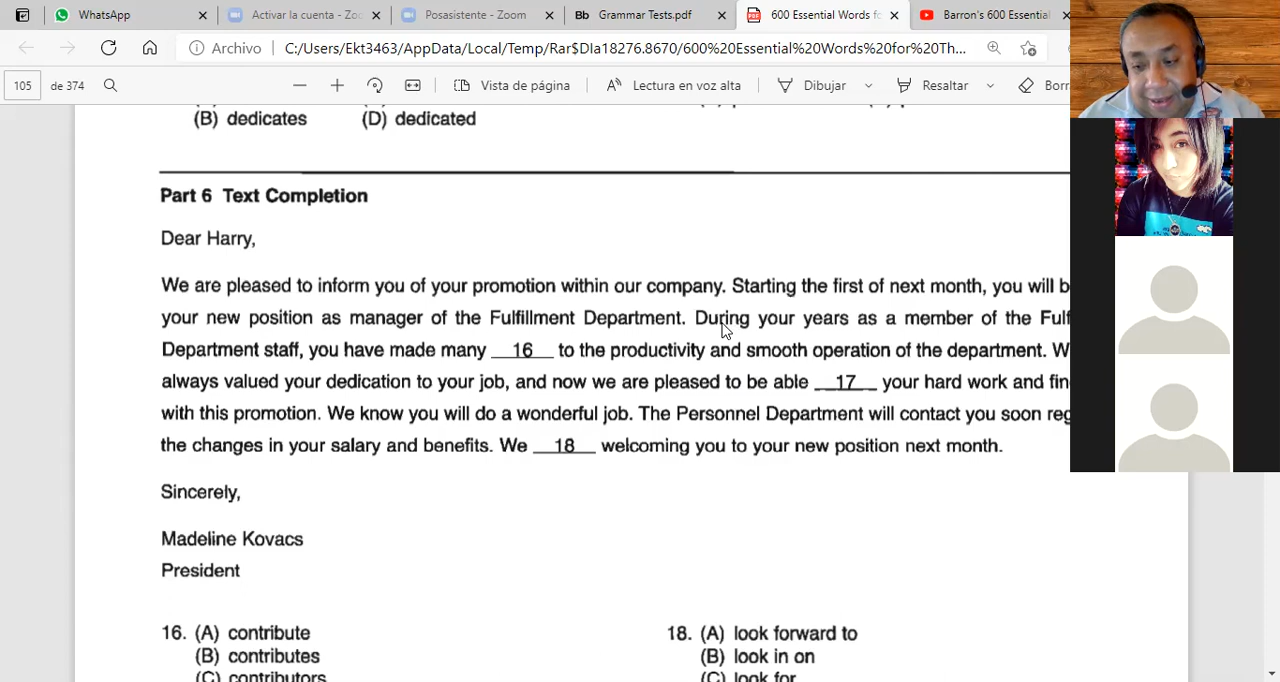 WhatsApp
Activar la cuenta - Zoo
Posasistente - Zoom
Bb Grammar Tests.pdf
600 Essential Words fo
Barron's 600 Essential
Archivo
C:/Users/Ekt3463/AppData/Local/Temp/Rar$DIa18276.8670/600%20Essential%20Words%20for%20Th...
105 de 374
Vista de página
Lectura en voz alta
Dibujar
Resaltar
Borr
(B) dedicates (D) dedicated
Part 6 Text Completion
Dear Harry,
We are pleased to inform you of your promotion within our company. Starting the first of next month, you will b
your new position as manager of the Fulfillment Department. During your years as a member of the Fulf
Department staff, you have made many 16 to the productivity and smooth operation of the department. W
always valued your dedication to your job, and now we are pleased to be able 17 your hard work and fin
with this promotion. We know you will do a wonderful job. The Personnel Department will contact you soon reg
the changes in your salary and benefits. We 18 welcoming you to your new position next month.
Sincerely,
Madeline Kovacs
President
16. (A) contribute
(B) contributes
(C) contributors
18. (A) look forward to
(B) look in on
(C) look for